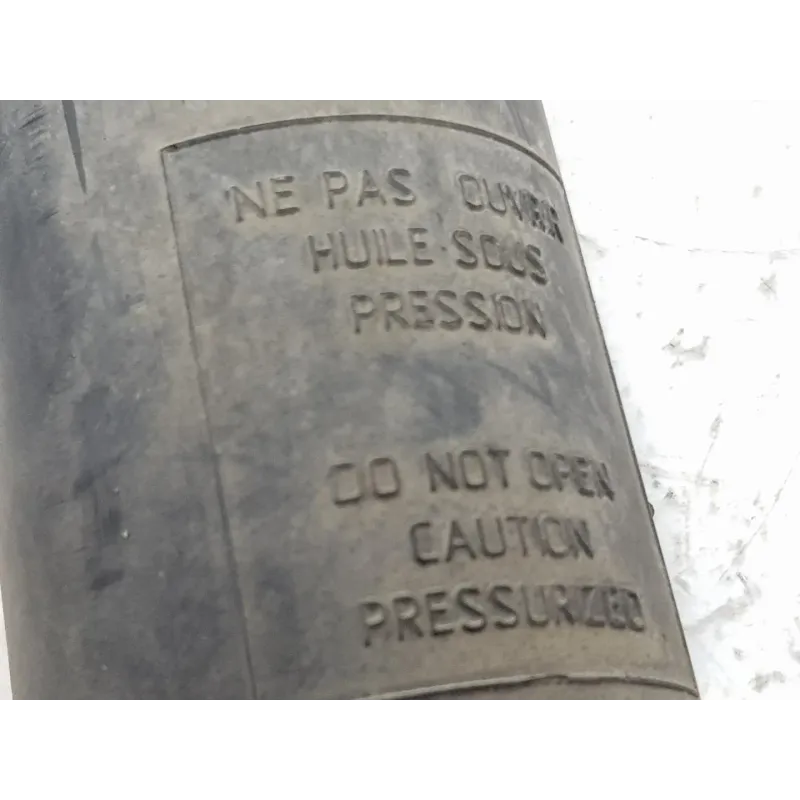 NE PAS OUVRIR
HUILE SOUS
PRESSION
DO NOT OPEN
CAUTION
PRESSURIZED